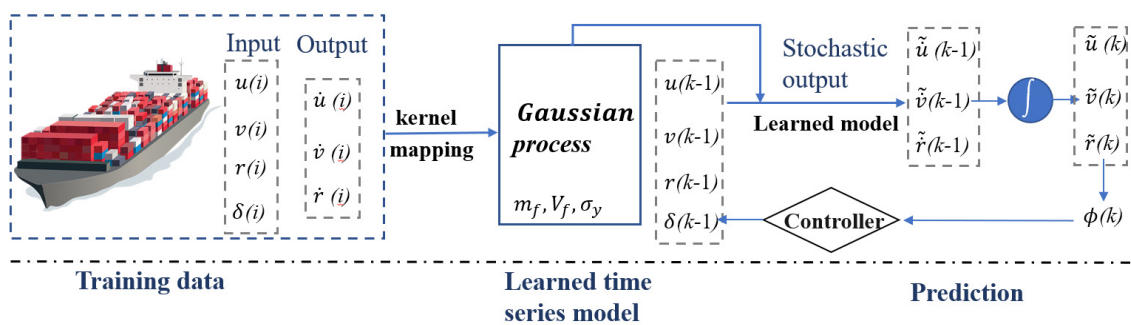 Input
Output
u(i)
v(i)
r(i)
δ(i)
u̇ (i)
v̇ (i)
ṙ (i)
kernel
mapping
Gaussian
process
m_f, V_f, σ_y
u(k-1)
v(k-1)
r(k-1)
δ(k-1)
Stochastic
output
Learned model
ũ̇ (k-1)
ṽ̇(k-1)
r̃̇(k-1)
∫
ũ (k)
ṽ(k)
r̃(k)
ϕ(k)
Controller
Training data
Learned time
series model
Prediction